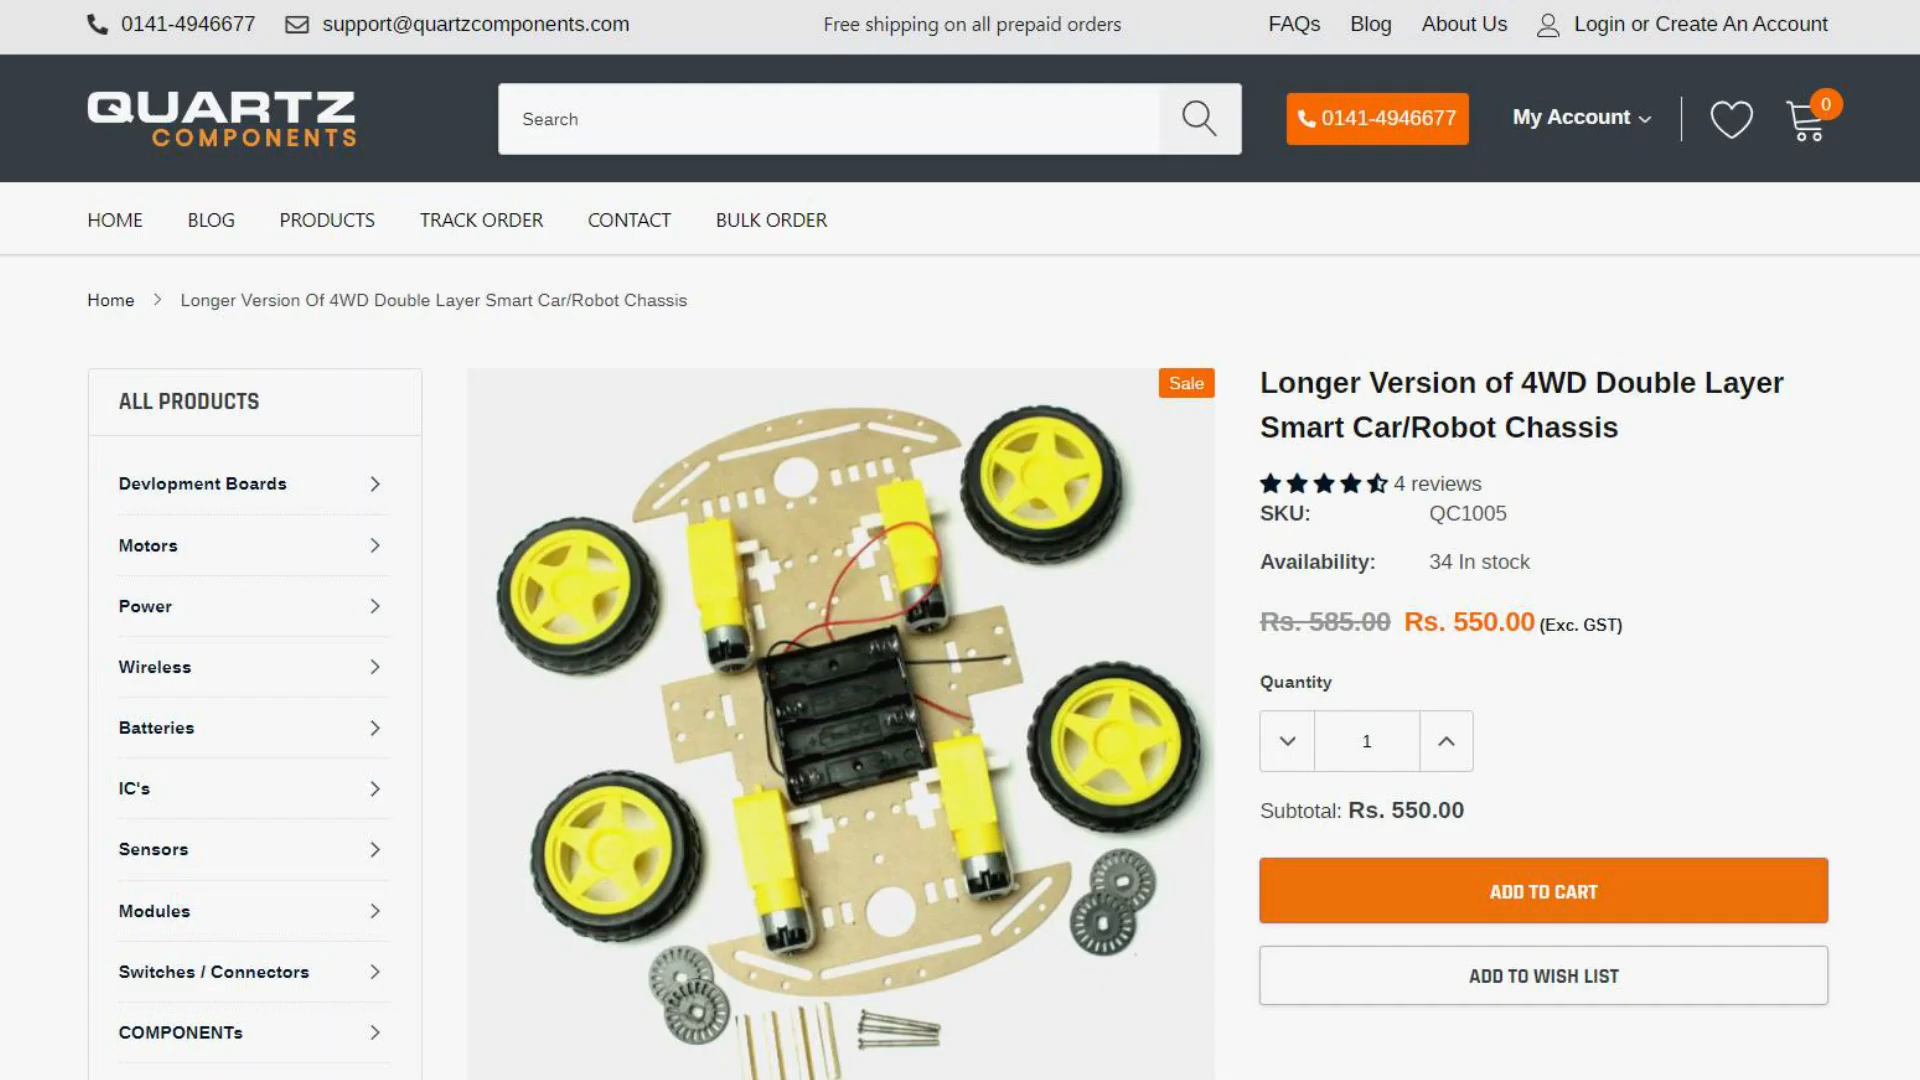 0141-4946677
support@quartzcomponents.com
Free shipping on all prepaid orders
FAQs
Blog
About Us
Login or Create An Account
QUARTZ
COMPONENTS
Search
0141-4946677
My Account
0
HOME
BLOG
PRODUCTS
TRACK ORDER
CONTACT
BULK ORDER
Home
Longer Version Of 4WD Double Layer Smart Car/Robot Chassis
ALL PRODUCTS
Devlopment Boards
Motors
Power
Wireless
Batteries
IC's
Sensors
Modules
Switches / Connectors
COMPONENTs
Sale
Longer Version of 4WD Double Layer
Smart Car/Robot Chassis
4 reviews
SKU: QC1005
Availability: 34 In stock
Rs. 585.00 Rs. 550.00 (Exc. GST)
Quantity
1
Subtotal: Rs. 550.00
ADD TO CART
ADD TO WISH LIST